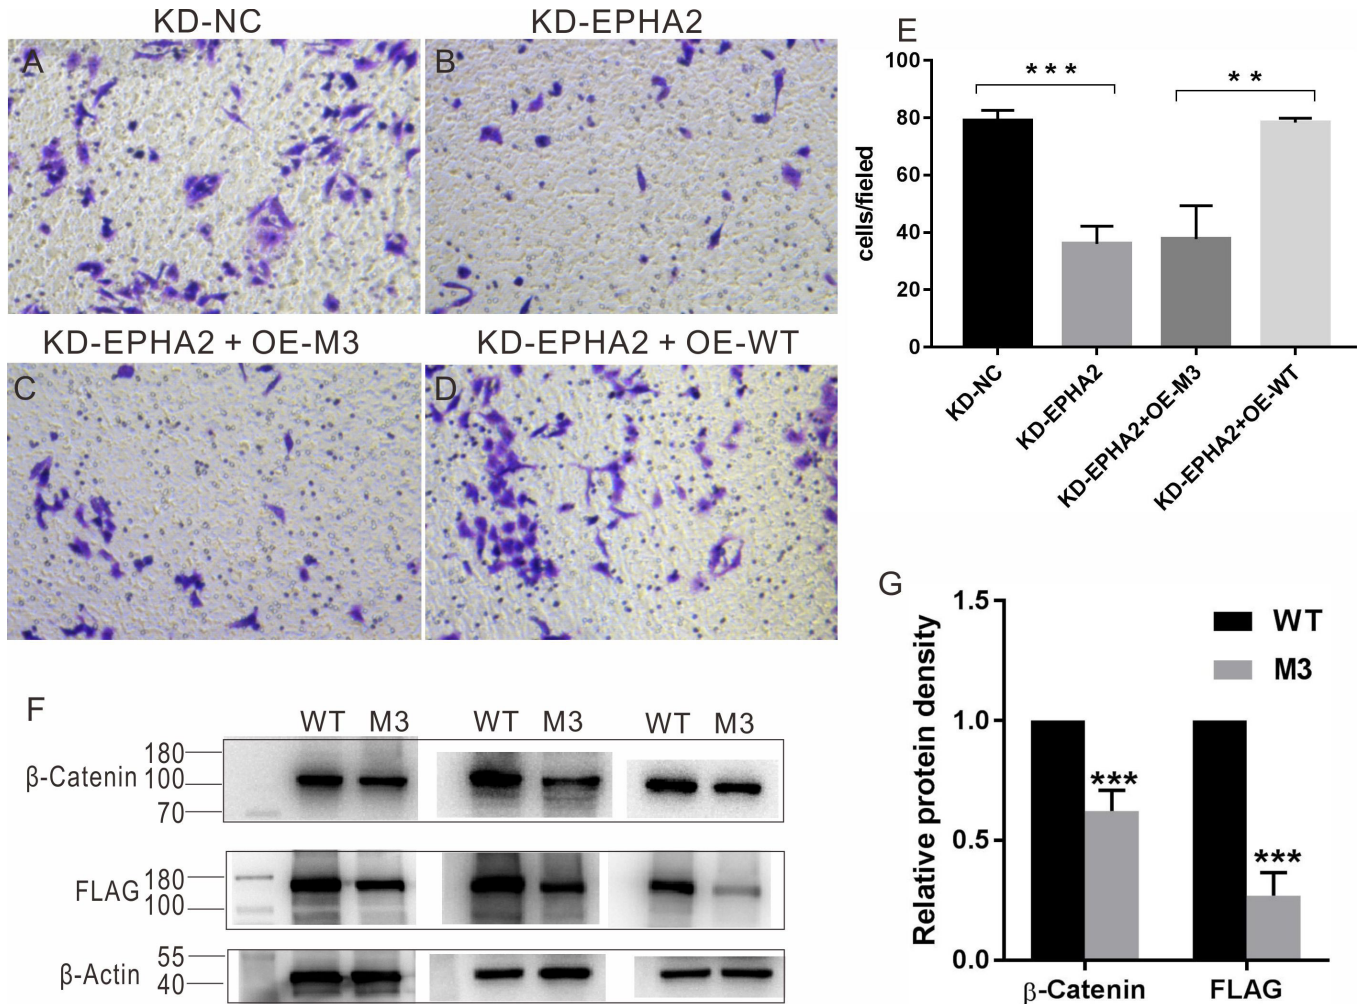 KD-NC
KD-EPHA2
A
B
KD-EPHA2 + OE-M3
KD-EPHA2 + OE-WT
C
D
E
cells/fieled
100
80
60
40
20
0
***
**
KD-NC
KD-EPHA2
KD-EPHA2+OE-M3
KD-EPHA2+OE-WT
F
WT M3 WT M3 WT M3
β-Catenin
180
100
70
FLAG
180
100
β-Actin
55
40
G
Relative protein density
1.5
1.0
0.5
0.0
WT
M3
***
***
β-Catenin
FLAG